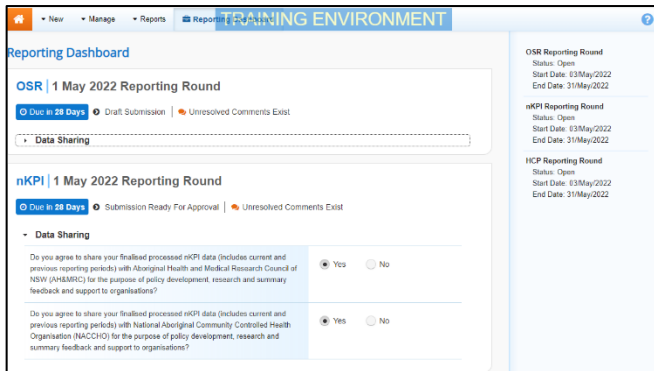 New Manage Reports Reporting Dashboard TRAINING ENVIRONMENT ?
Reporting Dashboard
OSR | 1 May 2022 Reporting Round
Due in 28 Days Draft Submission | Unresolved Comments Exist
Data Sharing
nKPI | 1 May 2022 Reporting Round
Due in 28 Days Submission Ready For Approval | Unresolved Comments Exist
Data Sharing
Do you agree to share your finalised processed nKPI data (includes current and
previous reporting periods) with Aboriginal Health and Medical Research Council of
NSW (AH&MRC) for the purpose of policy development, research and summary
feedback and support to organisations?
Yes No
Do you agree to share your finalised processed nKPI data (includes current and
previous reporting periods) with National Aboriginal Community Controlled Health
Organisation (NACCHO) for the purpose of policy development, research and
summary feedback and support to organisations?
Yes No
OSR Reporting Round
Status: Open
Start Date: 03/May/2022
End Date: 31/May/2022
nKPI Reporting Round
Status: Open
Start Date: 03/May/2022
End Date: 31/May/2022
HCP Reporting Round
Status: Open
Start Date: 03/May/2022
End Date: 31/May/2022